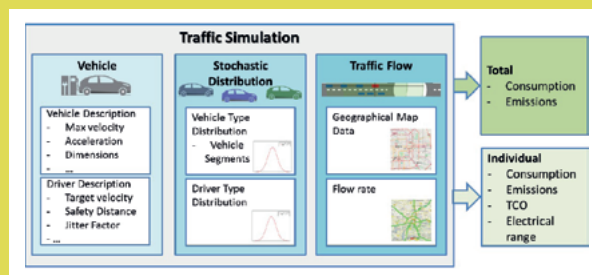 Traffic Simulation
Vehicle
Vehicle Description
- Max velocity
- Acceleration
- Dimensions
- ...
Driver Description
- Target velocity
- Safety Distance
- Jitter Factor
- ...
Stochastic
Distribution
Vehicle Type
Distribution
- Vehicle
Segments
Driver Type
Distribution
Traffic Flow
Geographical Map
Data
Flow rate
Total
- Consumption
- Emissions
Individual
- Consumption
- Emissions
- TCO
- Electrical
range